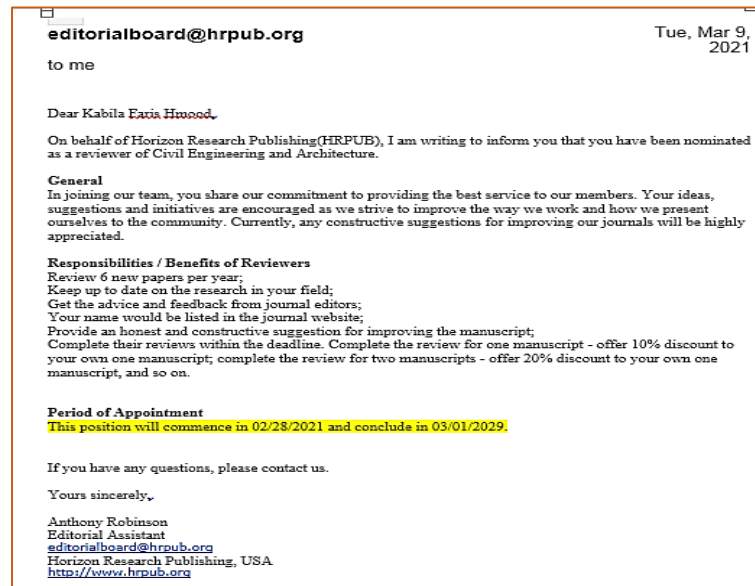 editorialboard@hrpub.org
Tue, Mar 9,
2021
to me
Dear Kabila Faris Hmood,
On behalf of Horizon Research Publishing(HRPUB), I am writing to inform you that you have been nominated
as a reviewer of Civil Engineering and Architecture.
General
In joining our team, you share our commitment to providing the best service to our members. Your ideas,
suggestions and initiatives are encouraged as we strive to improve the way we work and how we present
ourselves to the community. Currently, any constructive suggestions for improving our journals will be highly
appreciated.
Responsibilities / Benefits of Reviewers
Review 6 new papers per year;
Keep up to date on the research in your field;
Get the advice and feedback from journal editors;
Your name would be listed in the journal website;
Provide an honest and constructive suggestion for improving the manuscript;
Complete their reviews within the deadline. Complete the review for one manuscript - offer 10% discount to
your own one manuscript; complete the review for two manuscripts - offer 20% discount to your own one
manuscript, and so on.
Period of Appointment
This position will commence in 02/28/2021 and conclude in 03/01/2029.
If you have any questions, please contact us.
Yours sincerely,
Anthony Robinson
Editorial Assistant
editorialboard@hrpub.org
Horizon Research Publishing, USA
http://www.hrpub.org